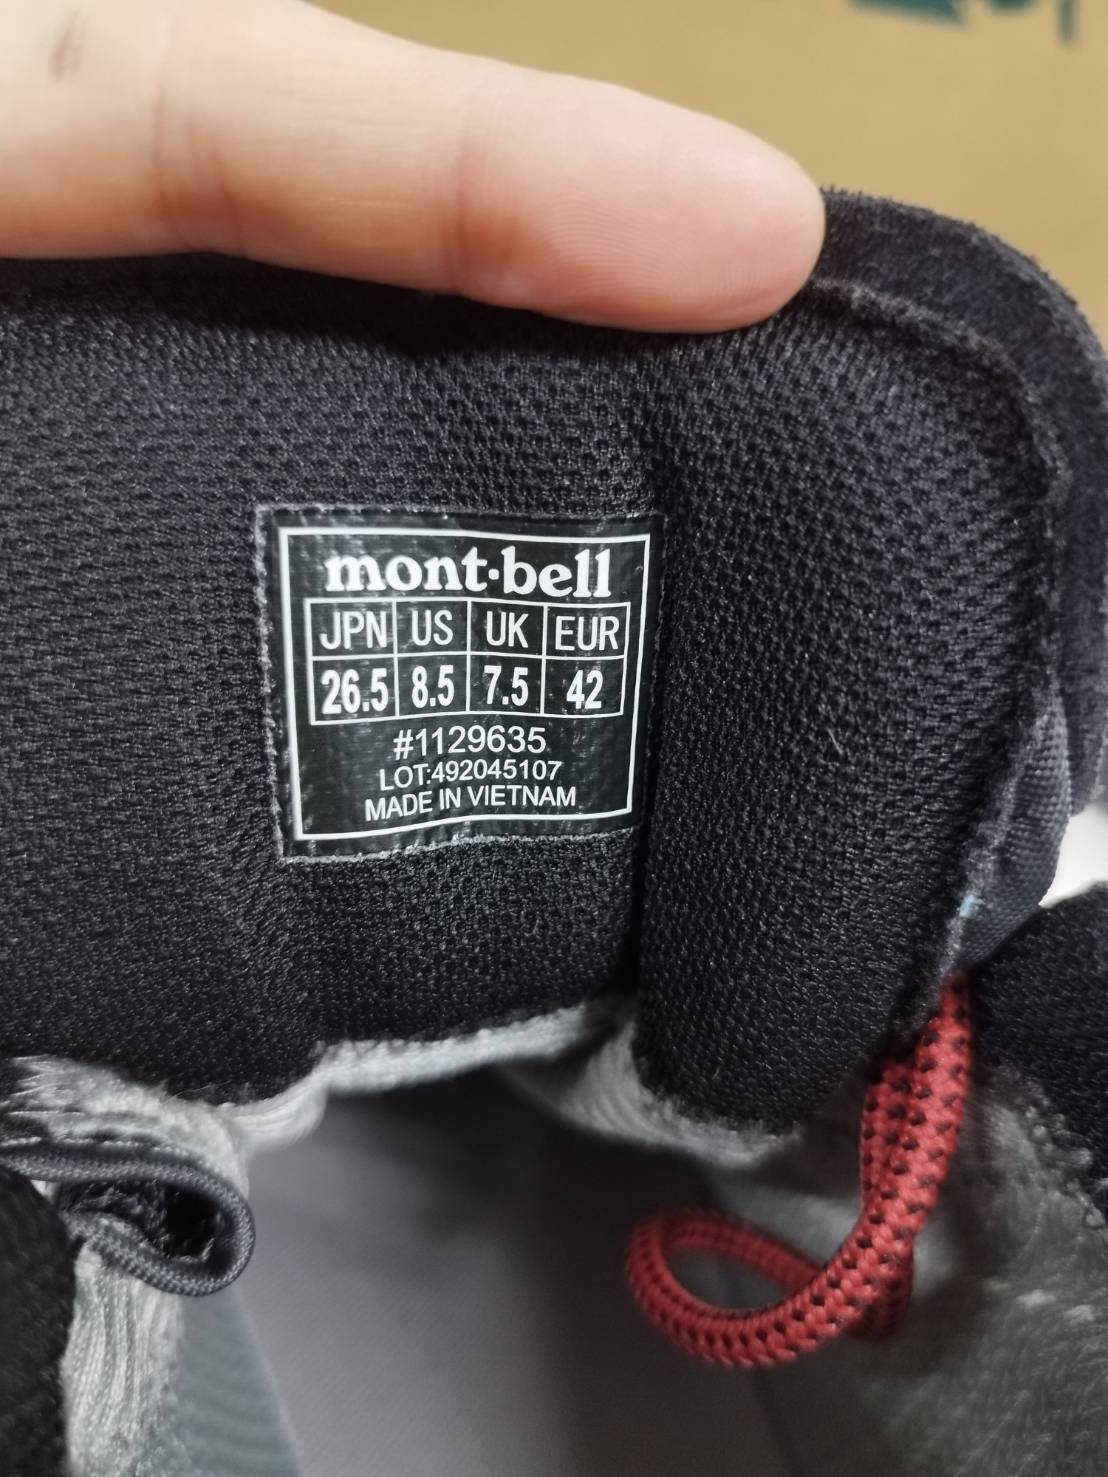 mont-bell
JPN US UK EUR
26.5 8.5 7.5 42
#1129635
LOT:492045107
MADE IN VIETNAM